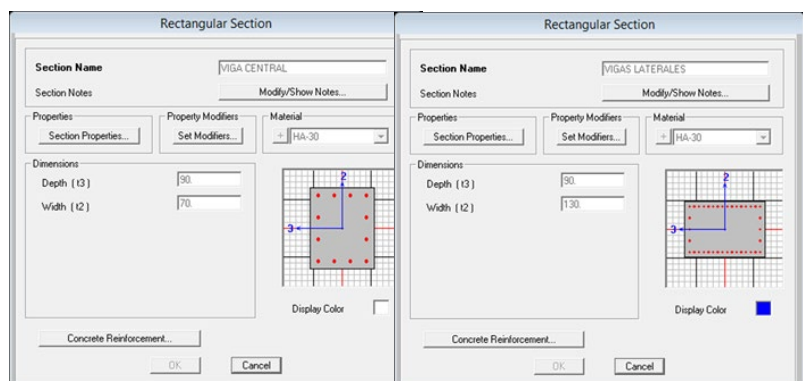 Rectangular Section
Section Name VIGA CENTRAL
Section Notes Modify/Show Notes...
Properties Property Modifiers Material
Section Properties... Set Modifiers... + HA-30
Dimensions
Depth ( t3 ) 90.
Width ( t2 ) 70.
2
3
Display Color
Concrete Reinforcement...
OK Cancel
Rectangular Section
Section Name VIGAS LATERALES
Section Notes Modify/Show Notes...
Properties Property Modifiers Material
Section Properties... Set Modifiers... + HA-30
Dimensions
Depth ( t3 ) 90.
Width ( t2 ) 130.
2
3
Display Color
Concrete Reinforcement...
OK Cancel